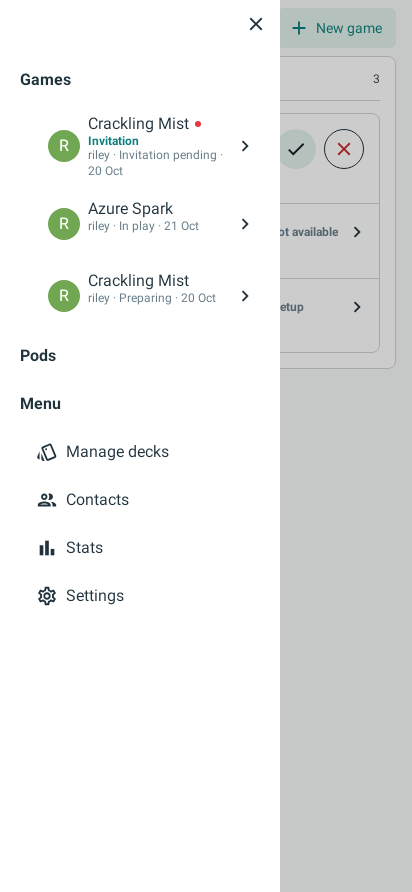 New game
Games
3
R
Crackling Mist
Invitation
riley · Invitation pending ·
20 Oct
R
Azure Spark
riley · In play · 21 Oct
ot available
R
Crackling Mist
riley · Preparing · 20 Oct
etup
Pods
Menu
Manage decks
Contacts
Stats
Settings